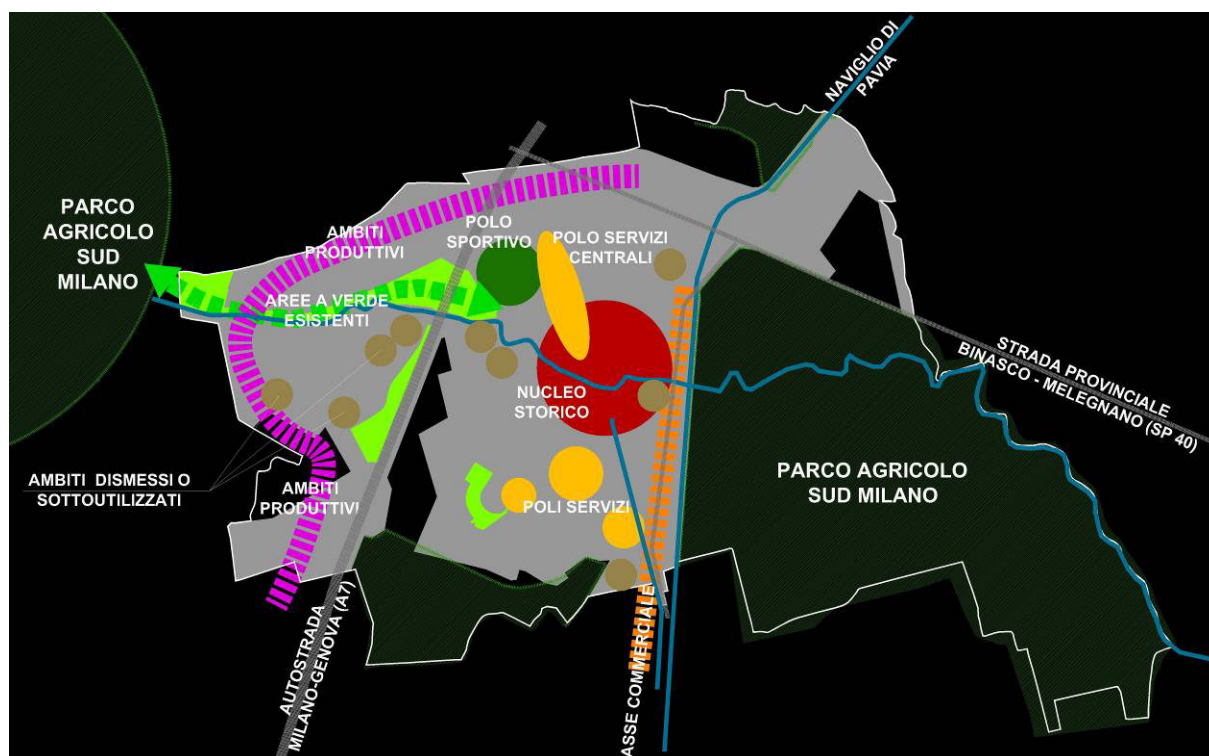 NAVIGLIO DI
PAVIA
PARCO
AGRICOLO
SUD
MILANO
AMBITI
PRODUTTIVI
POLO
SPORTIVO
POLO SERVIZI
CENTRALI
AREE A VERDE
ESISTENTI
STRADA PROVINCIALE
BINASCO - MELEGNANO (SP 40)
NUCLEO
STORICO
AMBITI DISMESSI O
SOTTOUTILIZZATI
AMBITI
PRODUTTIVI
POLI SERVIZI
PARCO AGRICOLO
SUD MILANO
AUTOSTRADA
MILANO-GENOVA (A7)
ASSE COMMERCIALE